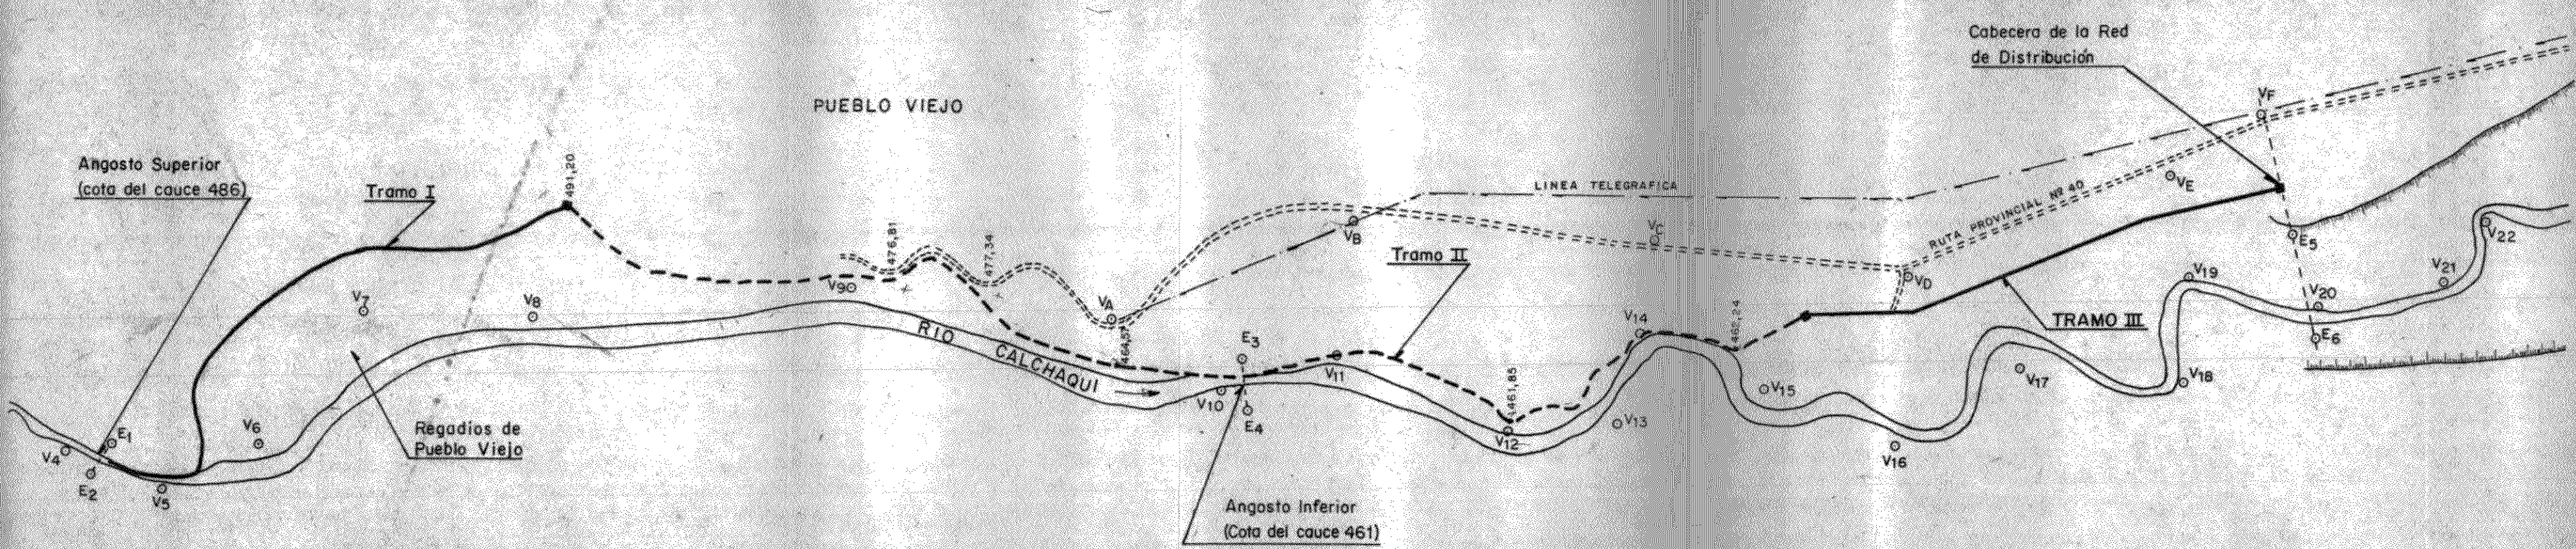 Cabecera de la Red
de Distribución
PUEBLO VIEJO
Angosto Superior
(cota del cauce 486)
Tramo I
491,20
476,81
477,34
464,57
461,85
462,24
LINEA TELEGRAFICA
RUTA PROVINCIAL Nº 40
Tramo II
TRAMO III
RIO CALCHAQUI
Regadíos de
Pueblo Viejo
Angosto Inferior
(Cota del cauce 461)
VA
VB
VC
VD
VE
VF
E1
E2
E3
E4
E5
E6
V4
V5
V6
V7
V8
V9
V10
V11
V12
V13
V14
V15
V16
V17
V18
V19
V20
V21
V22